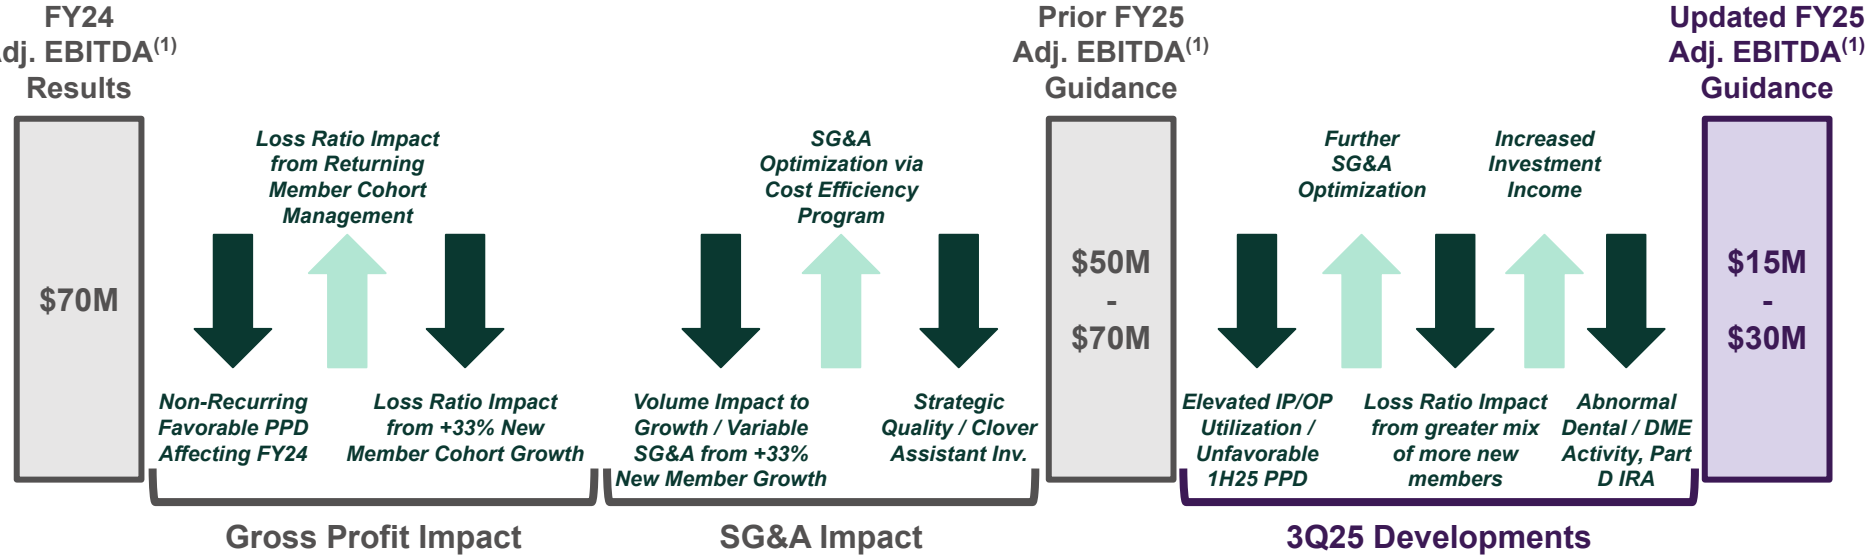 FY24
dj. EBITDA(1)
Results
$70M
Loss Ratio Impact
from Returning
Member Cohort
Management
Non-Recurring
Favorable PPD
Affecting FY24
Loss Ratio Impact
from +33% New
Member Cohort Growth
Gross Profit Impact
SG&A
Optimization via
Cost Efficiency
Program
Volume Impact to
Growth / Variable
SG&A from +33%
New Member Growth
Strategic
Quality / Clover
Assistant Inv.
SG&A Impact
Prior FY25
Adj. EBITDA(1)
Guidance
$50M
-
$70M
Further
SG&A
Optimization
Increased
Investment
Income
Elevated IP/OP
Utilization /
Unfavorable
1H25 PPD
Loss Ratio Impact
from greater mix
of more new
members
Abnormal
Dental / DME
Activity, Part
D IRA
3Q25 Developments
Updated FY25
Adj. EBITDA(1)
Guidance
$15M
-
$30M